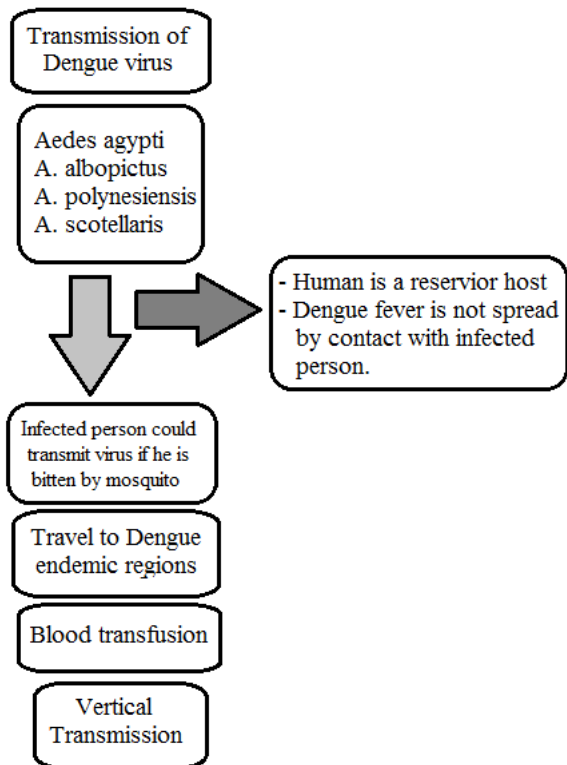 Transmission of
Dengue virus
Aedes agypti
A. albopictus
A. polynesiensis
A. scotellaris
- Human is a reservior host
- Dengue fever is not spread
by contact with infected
person.
Infected person could
transmit virus if he is
bitten by mosquito
Travel to Dengue
endemic regions
Blood transfusion
Vertical
Transmission